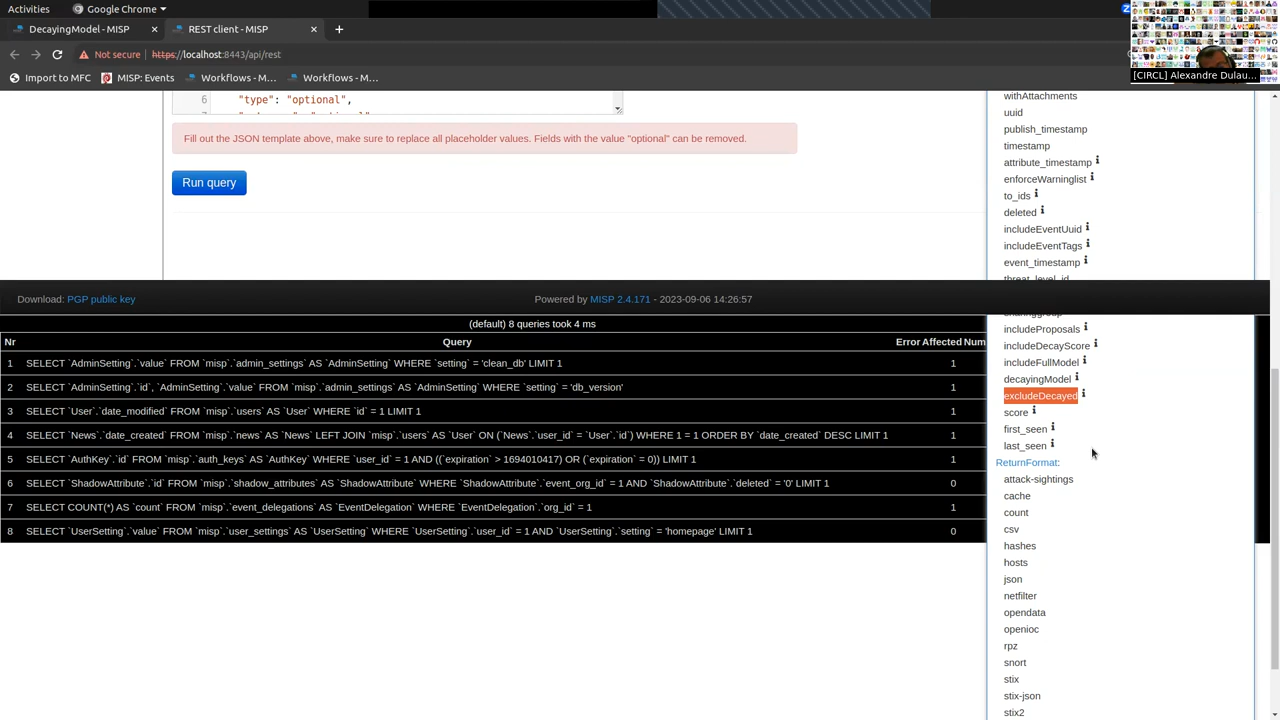 Activities
Google Chrome
DecayingModel - MISP
REST client - MISP
Not secure
https://localhost:8443/api/rest
Import to MFC
MISP: Events
Workflows - M...
Workflows - M...
[CIRCL] Alexandre Dulau...
6 "type": "optional",
Fill out the JSON template above, make sure to replace all placeholder values. Fields with the value "optional" can be removed.
Run query
withAttachments
uuid
publish_timestamp
timestamp
attribute_timestamp
enforceWarninglist
to_ids
deleted
includeEventUuid
includeEventTags
event_timestamp
threat_level_id
Download: PGP public key
Powered by MISP 2.4.171 - 2023-09-06 14:26:57
(default) 8 queries took 4 ms
Nr Query Error Affected Num
1 SELECT `AdminSetting`.`value` FROM `misp`.`admin_settings` AS `AdminSetting` WHERE `setting` = 'clean_db' LIMIT 1 1
2 SELECT `AdminSetting`.`id`, `AdminSetting`.`value` FROM `misp`.`admin_settings` AS `AdminSetting` WHERE `setting` = 'db_version' 1
3 SELECT `User`.`date_modified` FROM `misp`.`users` AS `User` WHERE `id` = 1 LIMIT 1 1
4 SELECT `News`.`date_created` FROM `misp`.`news` AS `News` LEFT JOIN `misp`.`users` AS `User` ON (`News`.`user_id` = `User`.`id`) WHERE 1 = 1 ORDER BY `date_created` DESC LIMIT 1 1
5 SELECT `AuthKey`.`id` FROM `misp`.`auth_keys` AS `AuthKey` WHERE `user_id` = 1 AND ((`expiration` > 1694010417) OR (`expiration` = 0)) LIMIT 1 1
6 SELECT `ShadowAttribute`.`id` FROM `misp`.`shadow_attributes` AS `ShadowAttribute` WHERE `ShadowAttribute`.`event_org_id` = 1 AND `ShadowAttribute`.`deleted` = '0' LIMIT 1 0
7 SELECT COUNT(*) AS `count` FROM `misp`.`event_delegations` AS `EventDelegation` WHERE `EventDelegation`.`org_id` = 1 1
8 SELECT `UserSetting`.`value` FROM `misp`.`user_settings` AS `UserSetting` WHERE `UserSetting`.`user_id` = 1 AND `UserSetting`.`setting` = 'homepage' LIMIT 1 0
includeProposals
includeDecayScore
includeFullModel
decayingModel
excludeDecayed
score
first_seen
last_seen
ReturnFormat:
attack-sightings
cache
count
csv
hashes
hosts
json
netfilter
opendata
openioc
rpz
snort
stix
stix-json
stix2